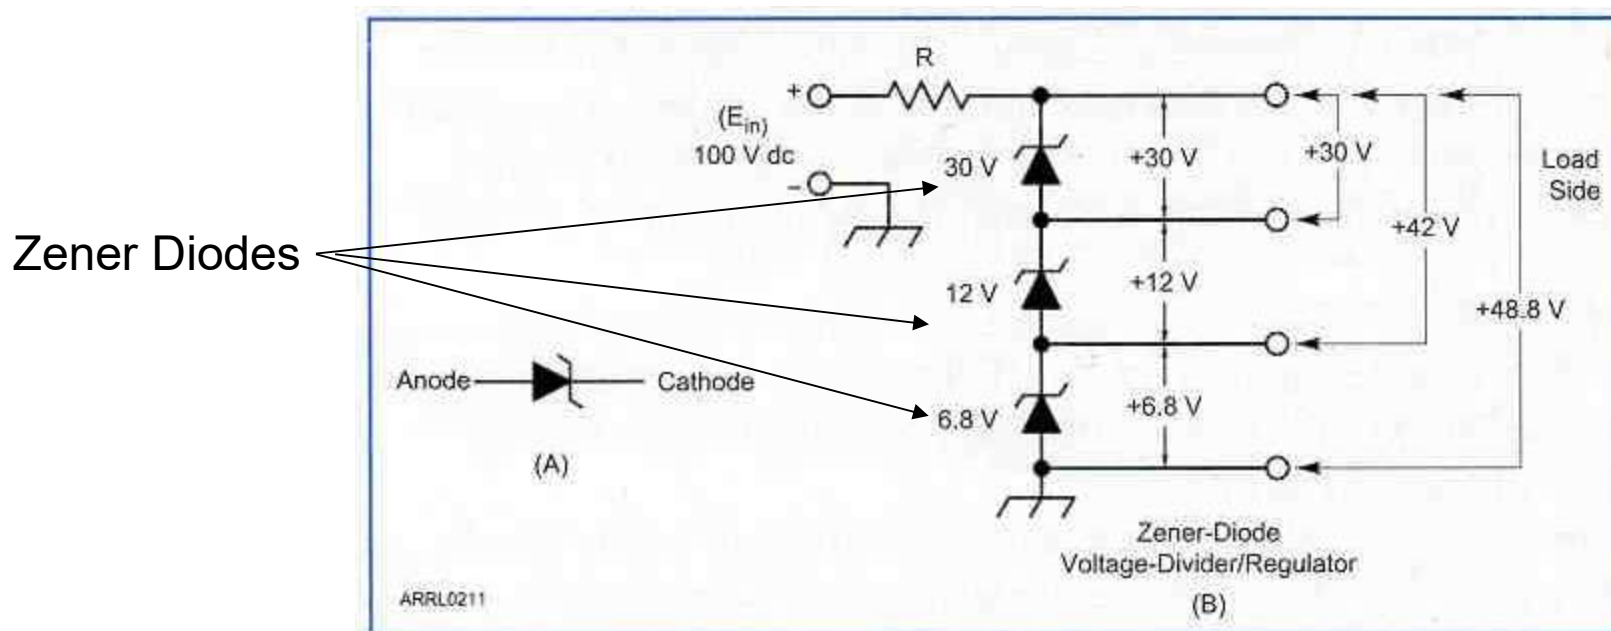 Zener Diodes
R
+
(E_in)
100 V dc
–
30 V
12 V
6.8 V
+30 V
+12 V
+6.8 V
+30 V
+42 V
+48.8 V
Load
Side
Anode
Cathode
(A)
Zener-Diode
Voltage-Divider/Regulator
(B)
ARRL0211